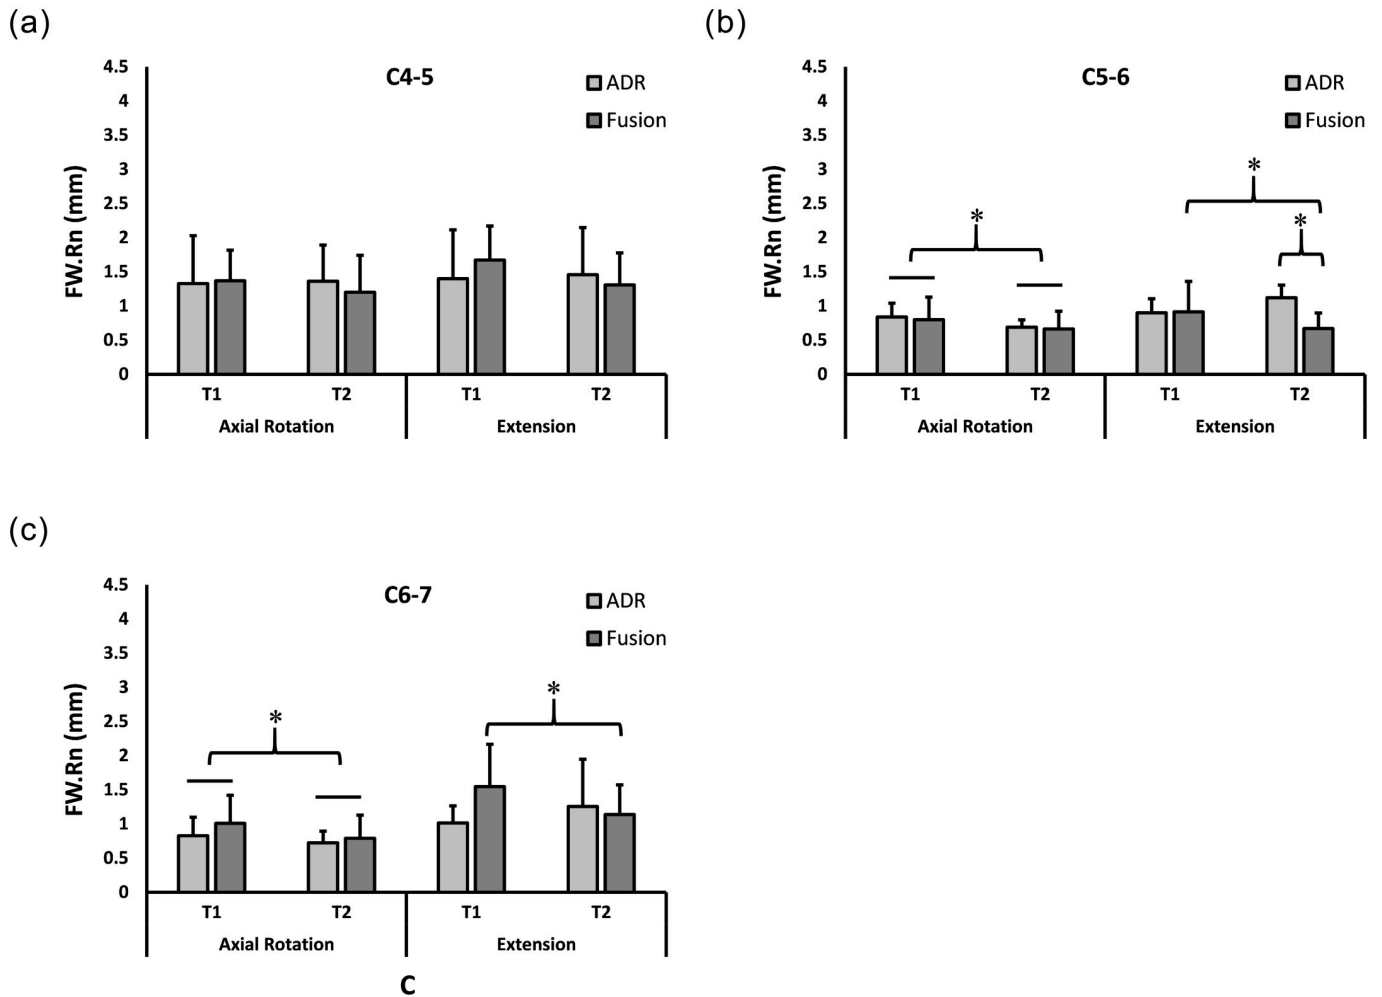 (a)
C4-5
ADR
Fusion
FW.Rn (mm)
4.5
4
3.5
3
2.5
2
1.5
1
0.5
0
T1 T2 T1 T2
Axial Rotation Extension
(b)
C5-6
ADR
Fusion
FW.Rn (mm)
4.5
4
3.5
3
2.5
2
1.5
1
0.5
0
*
*
*
T1 T2 T1 T2
Axial Rotation Extension
(c)
C6-7
ADR
Fusion
FW.Rn (mm)
4.5
4
3.5
3
2.5
2
1.5
1
0.5
0
*
*
T1 T2 T1 T2
Axial Rotation Extension
C